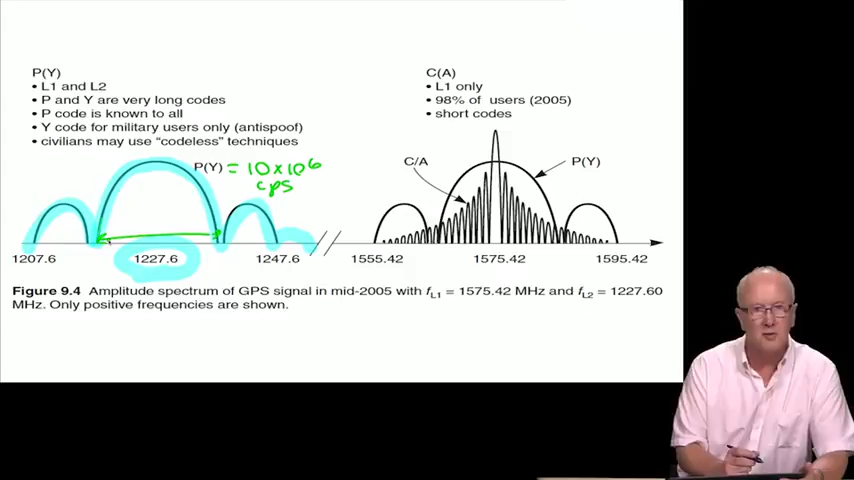 P(Y)
• L1 and L2
• P and Y are very long codes
• P code is known to all
• Y code for military users only (antispoof)
• civilians may use “codeless” techniques
P(Y) = 10×10⁶
cps
1207.6
1227.6
1247.6
C(A)
• L1 only
• 98% of users (2005)
• short codes
C/A
P(Y)
1555.42
1575.42
1595.42
Figure 9.4 Amplitude spectrum of GPS signal in mid-2005 with fL1 = 1575.42 MHz and fL2 = 1227.60
MHz. Only positive frequencies are shown.